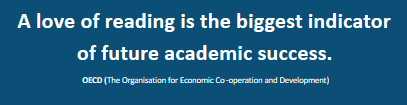 A love of reading is the biggest indicator
of future academic success.
OECD (The Organisation for Economic Co-operation and Development)